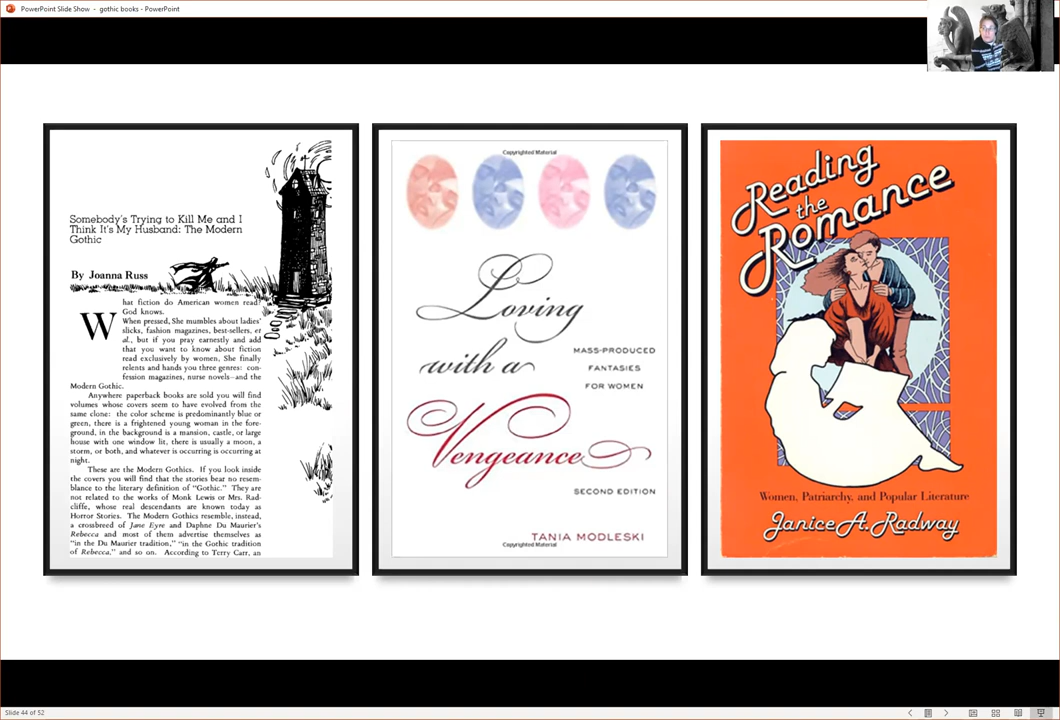 PowerPoint Slide Show - gothic books - PowerPoint
Somebody's Trying to Kill Me and I
Think It's My Husband: The Modern
Gothic
By Joanna Russ
What fiction do American women read?
God knows.
When pressed, She mumbles about ladies'
slicks, fashion magazines, best-sellers, et
al., but if you pray earnestly and add
that you want to know about fiction
read exclusively by women, She finally
relents and hands you three genres: con-
fession magazines, nurse novels—and the
Modern Gothic.
Anywhere paperback books are sold you will find
volumes whose covers seem to have evolved from the
same clone: the color scheme is predominantly blue or
green, there is a frightened young woman in the fore-
ground, in the background is a mansion, castle, or large
house with one window lit, there is usually a moon, a
storm, or both, and whatever is occurring is occurring at
night.
These are the Modern Gothics. If you look inside
the covers you will find that the stories bear no resem-
blance to the literary definition of "Gothic." They are
not related to the works of Monk Lewis or Mrs. Rad-
cliffe, whose real descendants are known today as
Horror Stories. The Modern Gothics resemble, instead,
a crossbreed of Jane Eyre and Daphne Du Maurier's
Rebecca and most of them advertise themselves as
"in the Du Maurier tradition," "in the Gothic tradition
of Rebecca," and so on. According to Terry Carr, an
Copyrighted Material
Loving
with a
Vengeance
MASS-PRODUCED
FANTASIES
FOR WOMEN
SECOND EDITION
TANIA MODLESKI
Copyrighted Material
Reading
the
Romance
Women, Patriarchy, and Popular Literature
Janice A. Radway
Slide 44 of 52